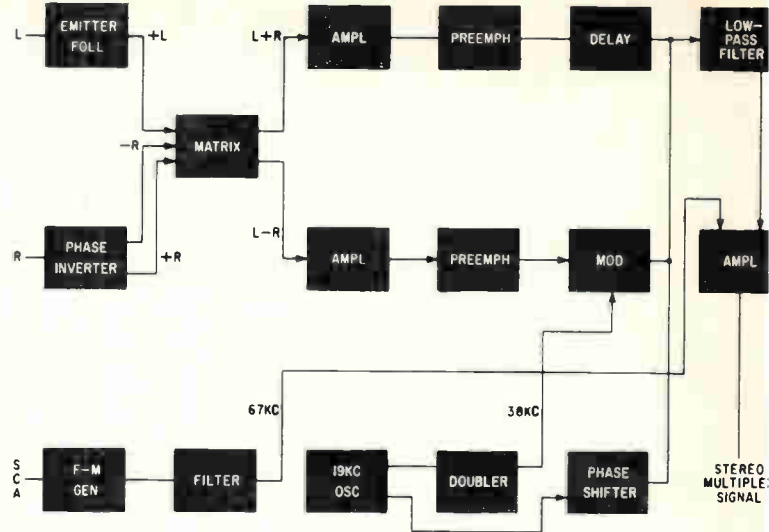 L
EMITTER
FOLL
+L
L+R
AMPL
PREEMPH
DELAY
LOW-
PASS
FILTER
-R
MATRIX
R
PHASE
INVERTER
+R
L-R
AMPL
PREEMPH
MOD
AMPL
67KC
38KC
S
C
A
F-M
GEN
FILTER
19KC
OSC
DOUBLER
PHASE
SHIFTER
STEREO
MULTIPLEX
SIGNAL